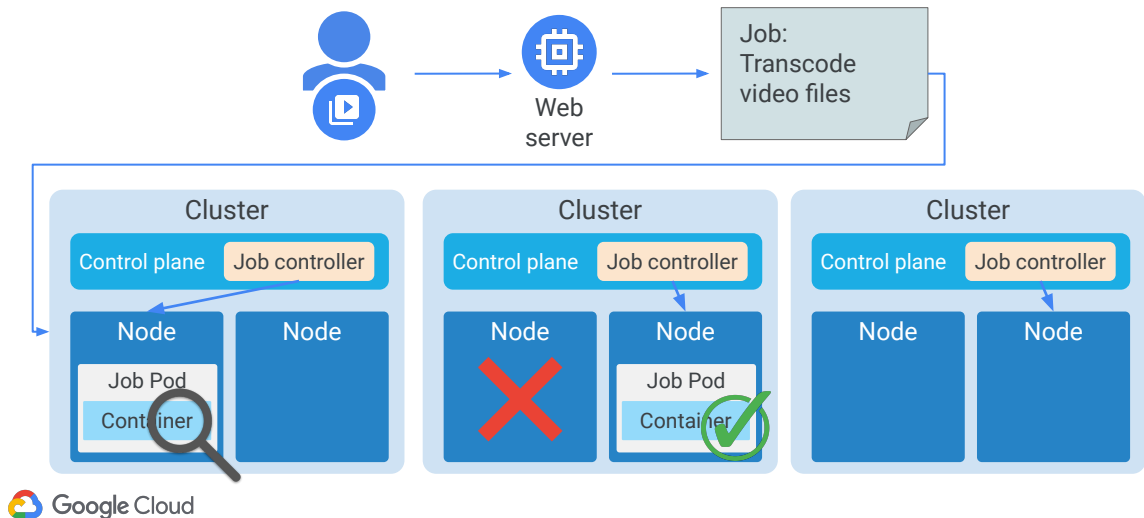 Job:
Transcode
video files
Web
server
Cluster
Control plane
Job controller
Node
Node
Job Pod
Container
Cluster
Control plane
Job controller
Node
Node
Job Pod
Container
Cluster
Control plane
Job controller
Node
Node
Google Cloud